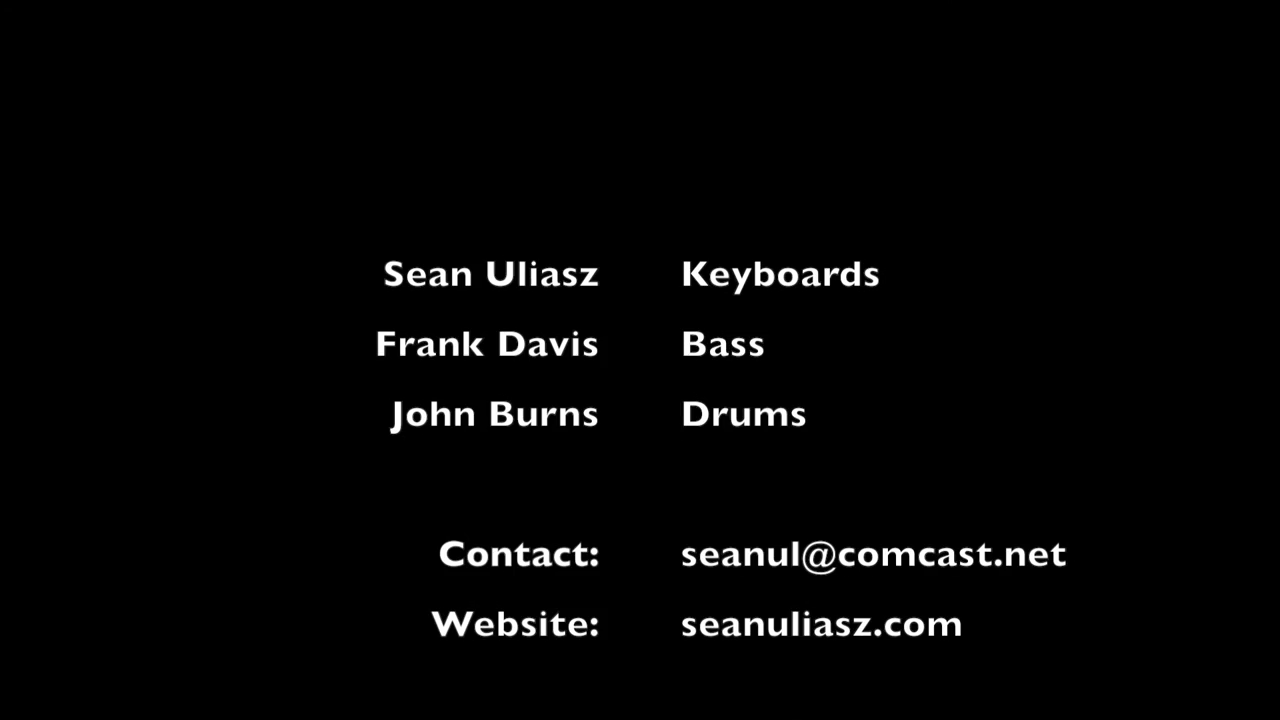 Sean Uliasz Keyboards
Frank Davis Bass
John Burns Drums
Contact: seanul@comcast.net
Website: seanuliasz.com